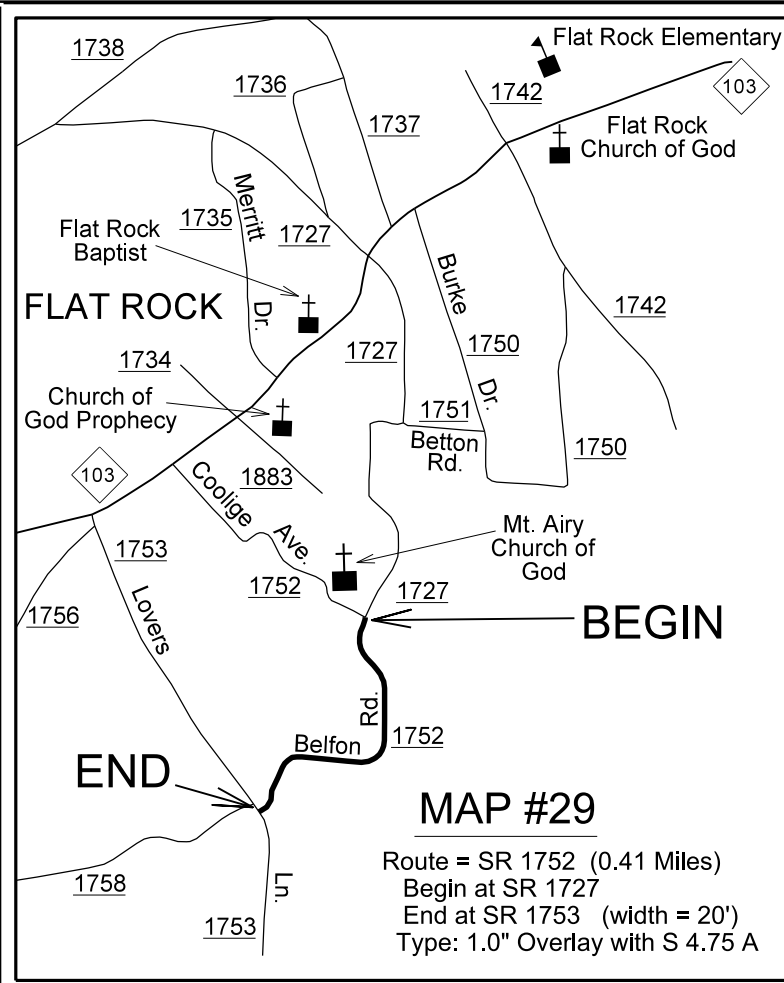 Flat Rock Elementary
1738
1736
1742
103
1737
Flat Rock
Church of God
Merritt
Dr.
1735
1727
Flat Rock
Baptist
Burke
Dr.
FLAT ROCK
1742
1727
1750
1734
Church of
God Prophecy
1751
Betton
Rd.
1750
103
1883
Coolige
Ave.
Mt. Airy
Church of
God
1753
1752
1727
1756
Lovers
Ln.
BEGIN
Rd.
Belfon
1752
END
MAP #29
1758
1753
Route = SR 1752 (0.41 Miles)
Begin at SR 1727
End at SR 1753 (width = 20')
Type: 1.0" Overlay with S 4.75 A